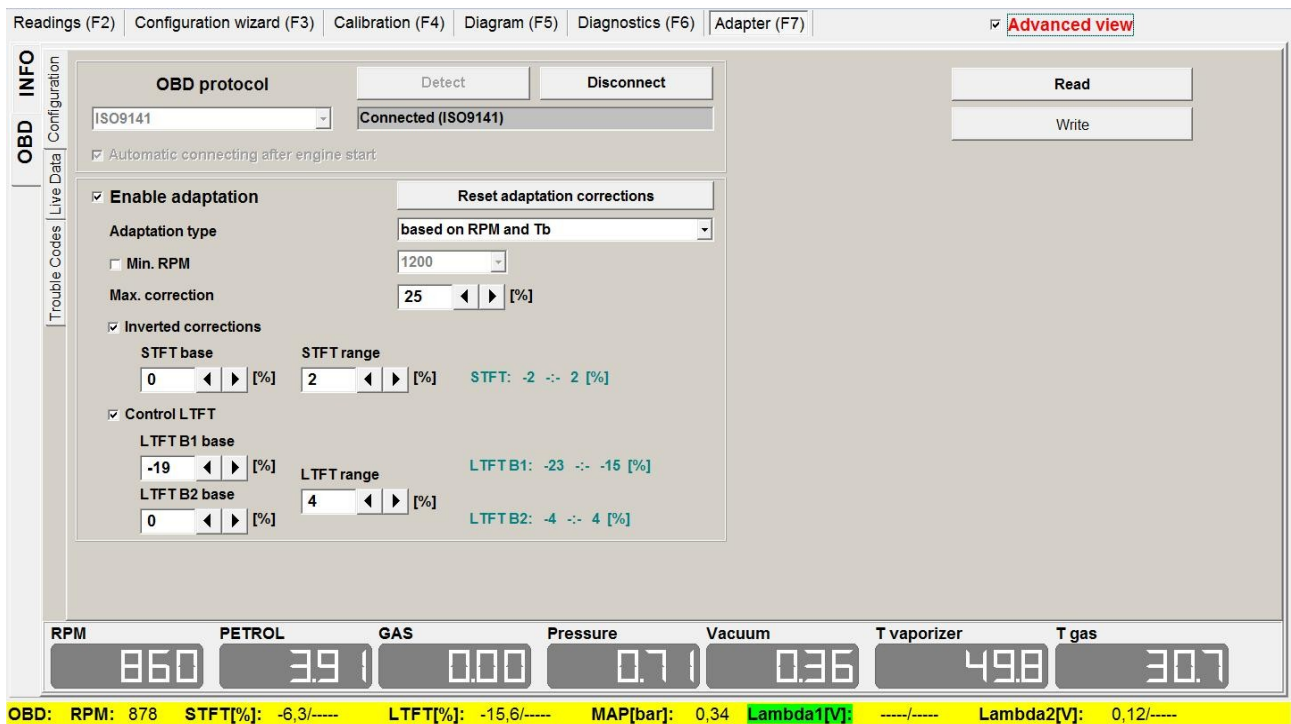 Readings (F2) Configuration wizard (F3) Calibration (F4) Diagram (F5) Diagnostics (F6) Adapter (F7) Advanced view
INFO
OBD
Configuration
Live Data
Trouble Codes
OBD protocol Detect Disconnect
ISO9141 Connected (ISO9141)
Automatic connecting after engine start
Read
Write
Enable adaptation Reset adaptation corrections
Adaptation type based on RPM and Tb
Min. RPM 1200
Max. correction 25 [%]
Inverted corrections
STFT base STFT range
0 [%] 2 [%] STFT: -2 -:- 2 [%]
Control LTFT
LTFT B1 base
-19 [%] LTFT B1: -23 -:- -15 [%]
LTFT range
LTFT B2 base
4 [%]
0 [%] LTFT B2: -4 -:- 4 [%]
RPM PETROL GAS Pressure Vacuum T vaporizer T gas
860 3.91 0.00 0.71 0.36 49.8 30.7
OBD: RPM: 878 STFT[%]: -6,3/----- LTFT[%]: -15,6/----- MAP[bar]: 0,34 Lambda1[V]: -----/----- Lambda2[V]: 0,12/-----